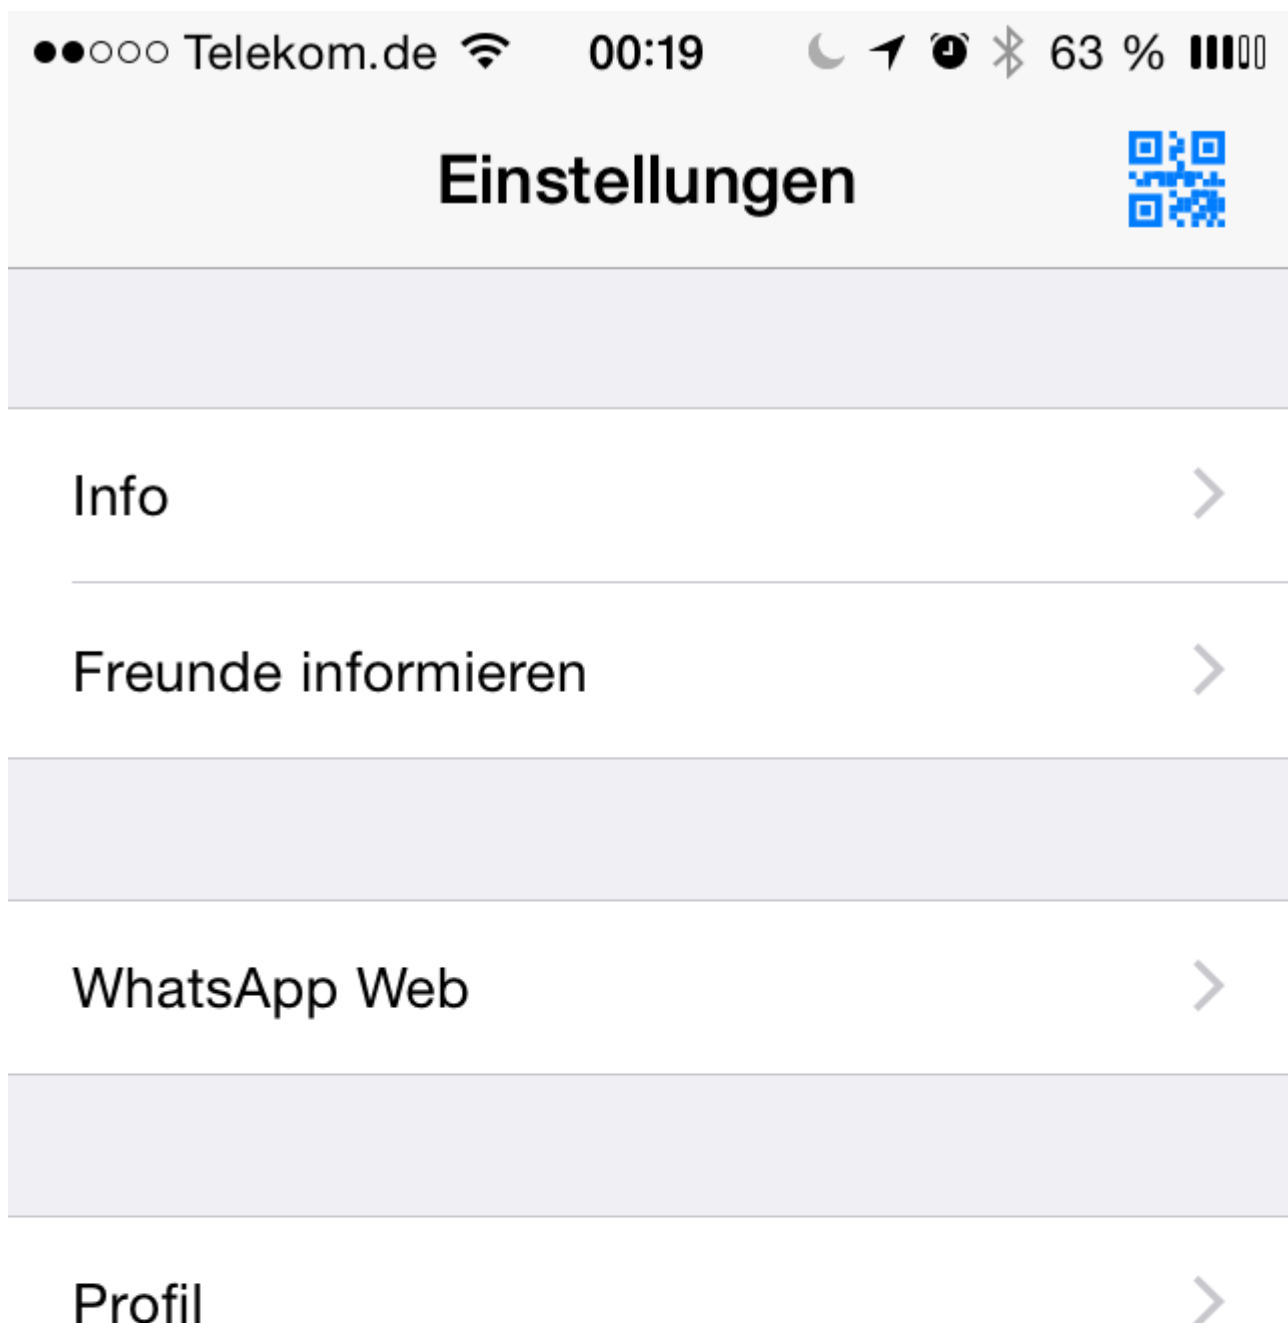 Telekom.de 00:19 63 %
Einstellungen
Info
Freunde informieren
WhatsApp Web
Profil